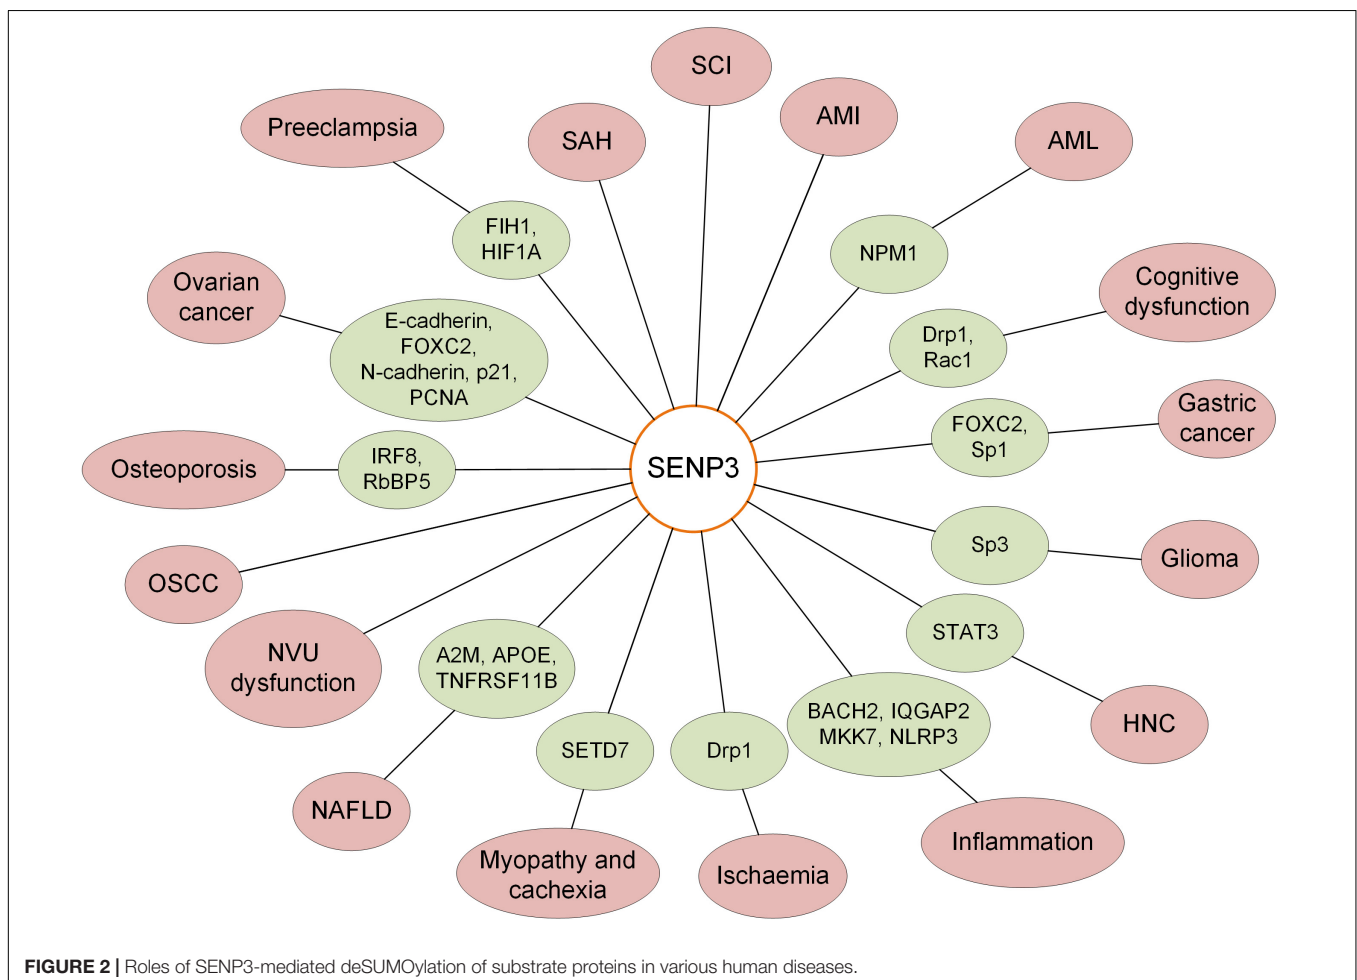 SCI
AMI
Preeclampsia
SAH
AML
FIH1,
HIF1A
NPM1
Ovarian
cancer
Cognitive
dysfunction
E-cadherin,
FOXC2,
N-cadherin, p21,
PCNA
Drp1,
Rac1
Gastric
cancer
FOXC2,
Sp1
Osteoporosis
IRF8,
RbBP5
SENP3
Sp3
Glioma
OSCC
STAT3
NVU
dysfunction
A2M, APOE,
TNFRSF11B
BACH2, IQGAP2
MKK7, NLRP3
HNC
SETD7
Drp1
NAFLD
Inflammation
Myopathy and
cachexia
Ischaemia
FIGURE 2 | Roles of SENP3-mediated deSUMOylation of substrate proteins in various human diseases.